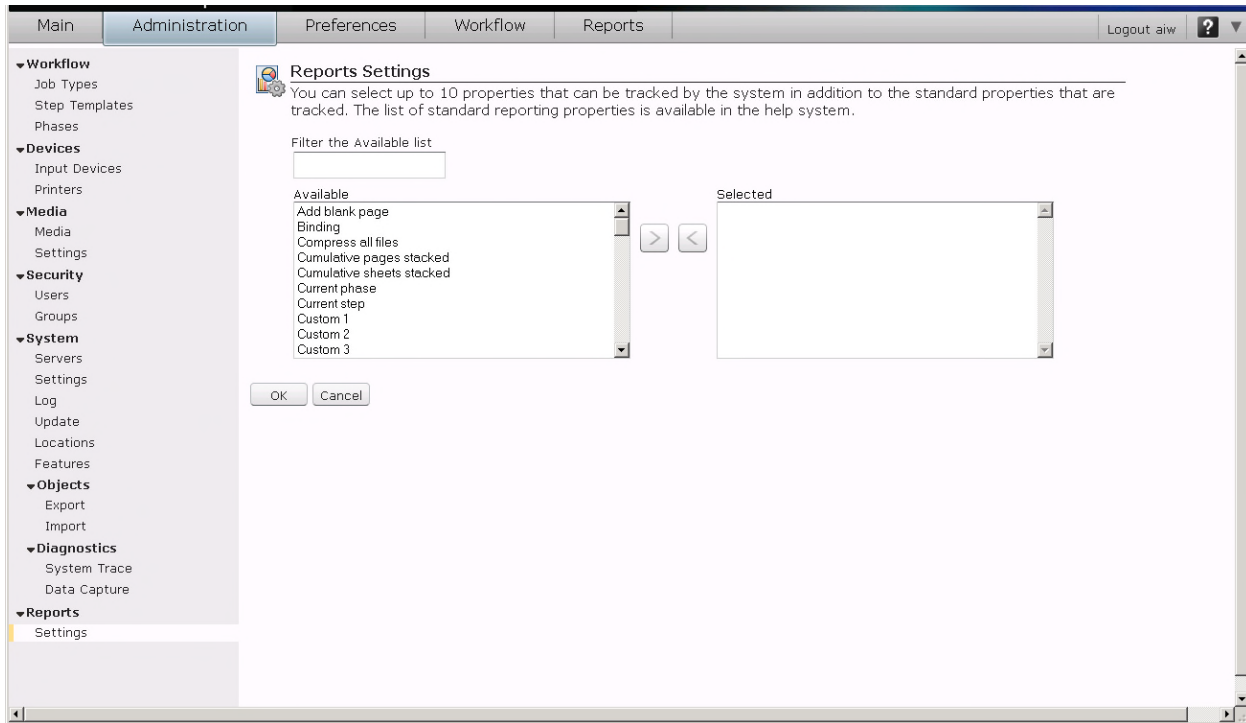 Main
Administration
Preferences
Workflow
Reports
Logout aiw
?
Workflow
Job Types
Step Templates
Phases
Devices
Input Devices
Printers
Media
Media
Settings
Security
Users
Groups
System
Servers
Settings
Log
Update
Locations
Features
Objects
Export
Import
Diagnostics
System Trace
Data Capture
Reports
Settings
Reports Settings
You can select up to 10 properties that can be tracked by the system in addition to the standard properties that are
tracked. The list of standard reporting properties is available in the help system.
Filter the Available list
Available
Add blank page
Binding
Compress all files
Cumulative pages stacked
Cumulative sheets stacked
Current phase
Current step
Custom 1
Custom 2
Custom 3
>
<
Selected
OK
Cancel